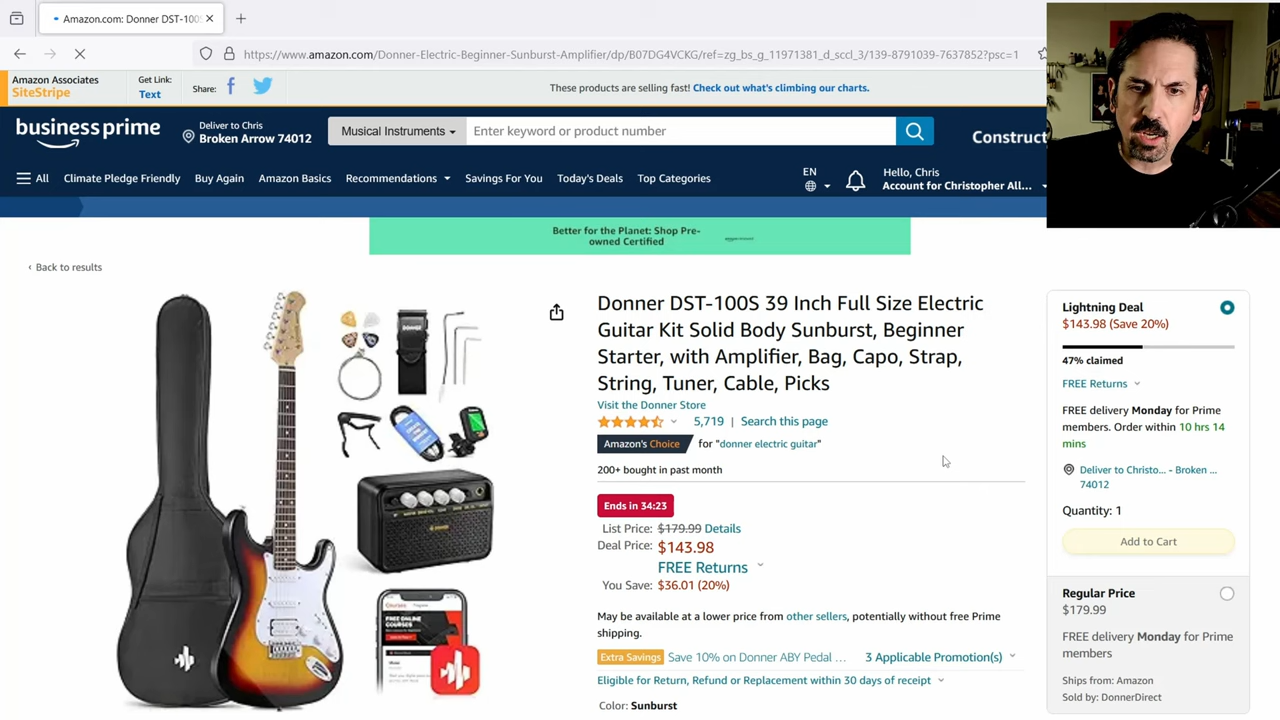 Amazon.com: Donner DST-100S
https://www.amazon.com/Donner-Electric-Beginner-Sunburst-Amplifier/dp/B07DG4VCKG/ref=zg_bs_g_11971381_d_sccl_3/139-8791039-7637852?psc=1
Amazon Associates
SiteStripe
Get Link:
Text
Share:
These products are selling fast! Check out what's climbing our charts.
business prime
Deliver to Chris
Broken Arrow 74012
Musical Instruments
Enter keyword or product number
Construct
All
Climate Pledge Friendly
Buy Again
Amazon Basics
Recommendations
Savings For You
Today's Deals
Top Categories
EN
Hello, Chris
Account for Christopher All...
Better for the Planet: Shop Pre-
owned Certified
‹ Back to results
Donner DST-100S 39 Inch Full Size Electric
Guitar Kit Solid Body Sunburst, Beginner
Starter, with Amplifier, Bag, Capo, Strap,
String, Tuner, Cable, Picks
Visit the Donner Store
5,719 | Search this page
Amazon's Choice for "donner electric guitar"
200+ bought in past month
Ends in 34:23
List Price: $179.99 Details
Deal Price: $143.98
FREE Returns
You Save: $36.01 (20%)
May be available at a lower price from other sellers, potentially without free Prime
shipping.
Extra Savings Save 10% on Donner ABY Pedal ... 3 Applicable Promotion(s)
Eligible for Return, Refund or Replacement within 30 days of receipt
Color: Sunburst
DONNER
FREE ONLINE
COURSES
Lightning Deal
$143.98 (Save 20%)
47% claimed
FREE Returns
FREE delivery Monday for Prime
members. Order within 10 hrs 14
mins
Deliver to Christo... - Broken ...
74012
Quantity: 1
Add to Cart
Regular Price
$179.99
FREE delivery Monday for Prime
members
Ships from: Amazon
Sold by: DonnerDirect